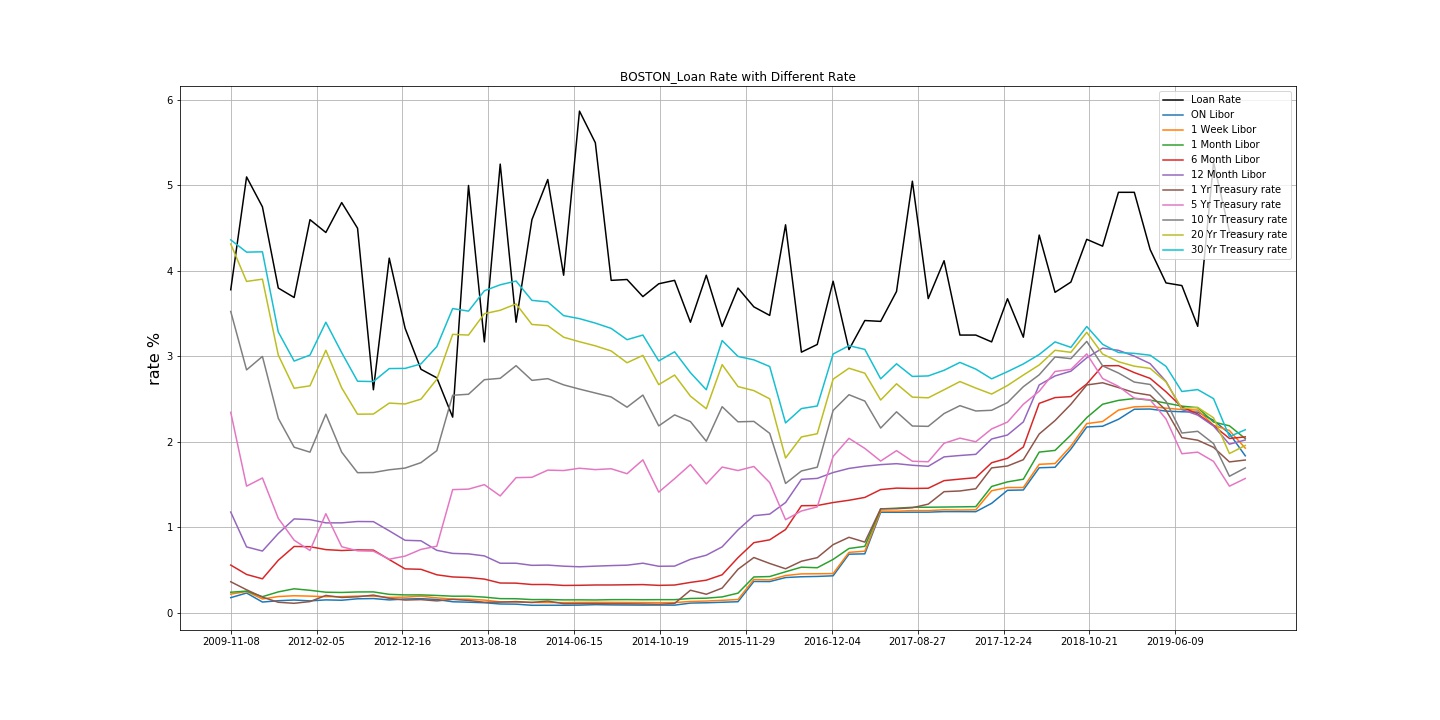 BOSTON_Loan Rate with Different Rate
6
5
4
3
2
1
0
rate %
Loan Rate
ON Libor
1 Week Libor
1 Month Libor
6 Month Libor
12 Month Libor
1 Yr Treasury rate
5 Yr Treasury rate
10 Yr Treasury rate
20 Yr Treasury rate
30 Yr Treasury rate
2009-11-08 2012-02-05 2012-12-16 2013-08-18 2014-06-15 2014-10-19 2015-11-29 2016-12-04 2017-08-27 2017-12-24 2018-10-21 2019-06-09